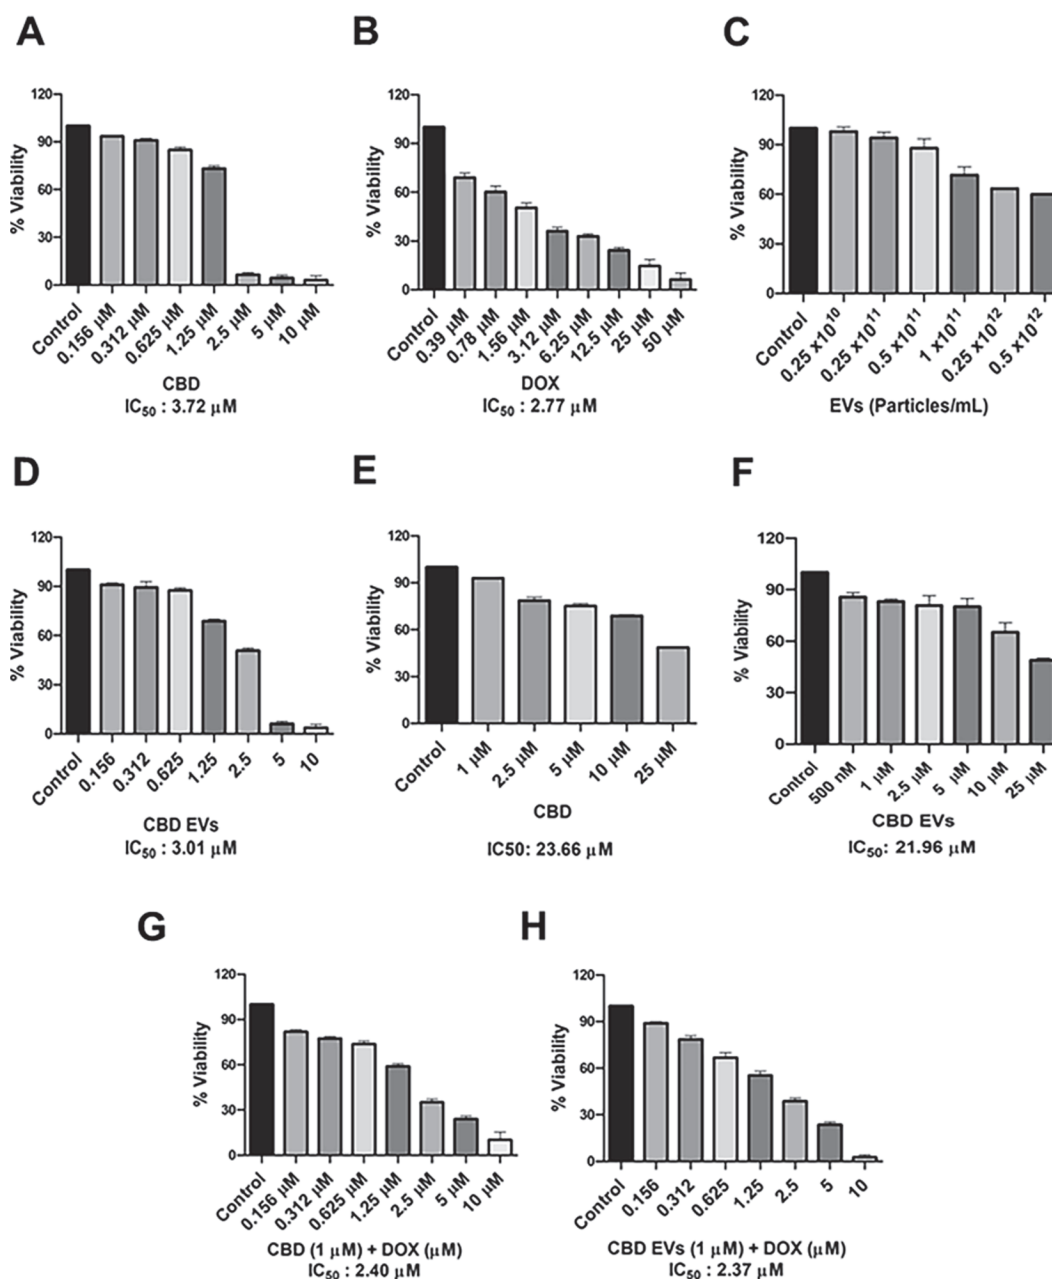 A
B
C
120
90
60
30
0
% Viability
Control
0.156 µM
0.312 µM
0.625 µM
1.25 µM
2.5 µM
5 µM
10 µM
CBD
IC50 : 3.72 µM
120
90
60
30
0
% Viability
Control
0.39 µM
0.78 µM
1.56 µM
3.12 µM
6.25 µM
12.5 µM
25 µM
50 µM
DOX
IC50 : 2.77 µM
120
90
60
30
0
% Viability
Control
0.25 x10^10
0.25 x10^11
0.5 x10^11
1 x10^11
0.25 x10^12
0.5 x10^12
EVs (Particles/mL)
D
E
F
120
90
60
30
0
% Viability
Control
0.156
0.312
0.625
1.25
2.5
5
10
CBD EVs
IC50 : 3.01 µM
120
90
60
30
0
% Viability
Control
1 µM
2.5 µM
5 µM
10 µM
25 µM
CBD
IC50: 23.66 µM
120
90
60
30
0
% Viability
Control
500 nM
1 µM
2.5 µM
5 µM
10 µM
25 µM
CBD EVs
IC50: 21.96 µM
G
H
120
90
60
30
0
% Viability
Control
0.156 µM
0.312 µM
0.625 µM
1.25 µM
2.5 µM
5 µM
10 µM
CBD (1 µM) + DOX (µM)
IC50 : 2.40 µM
120
90
60
30
0
% Viability
Control
0.156
0.312
0.625
1.25
2.5
5
10
CBD EVs (1 µM) + DOX (µM)
IC50 : 2.37 µM